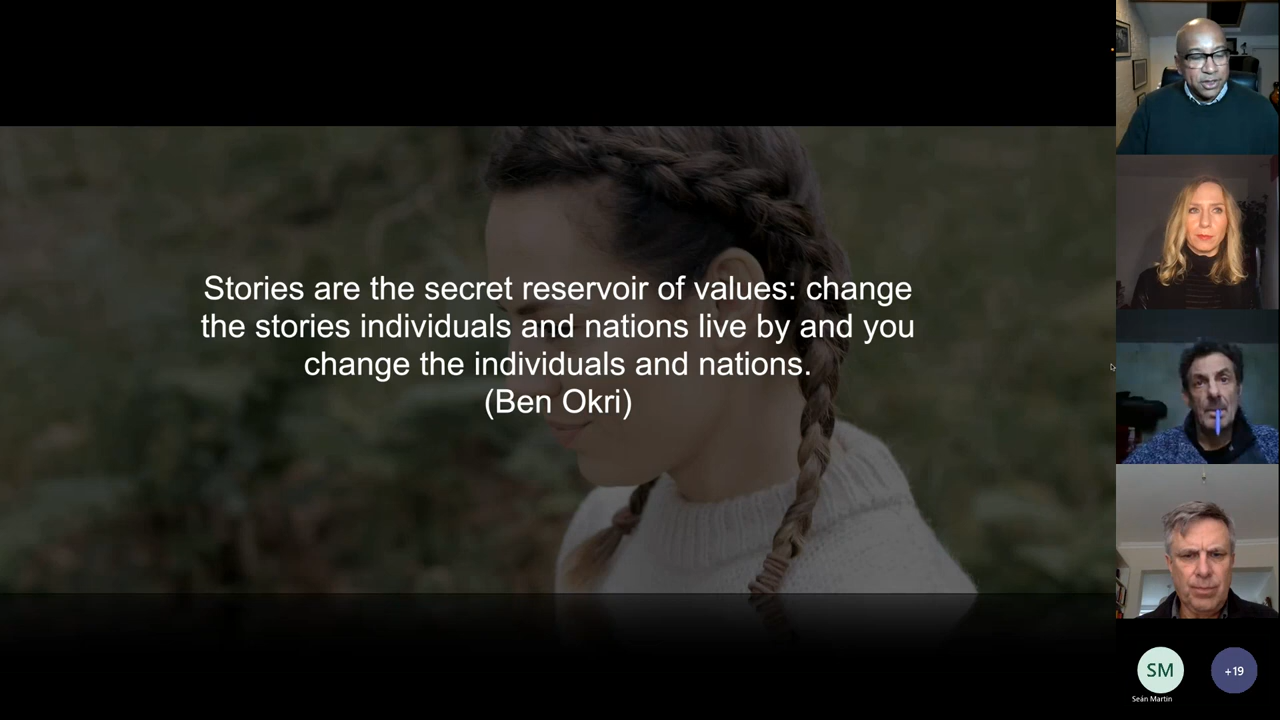 Stories are the secret reservoir of values: change
the stories individuals and nations live by and you
change the individuals and nations.
(Ben Okri)
SM
+19
Seán Martin